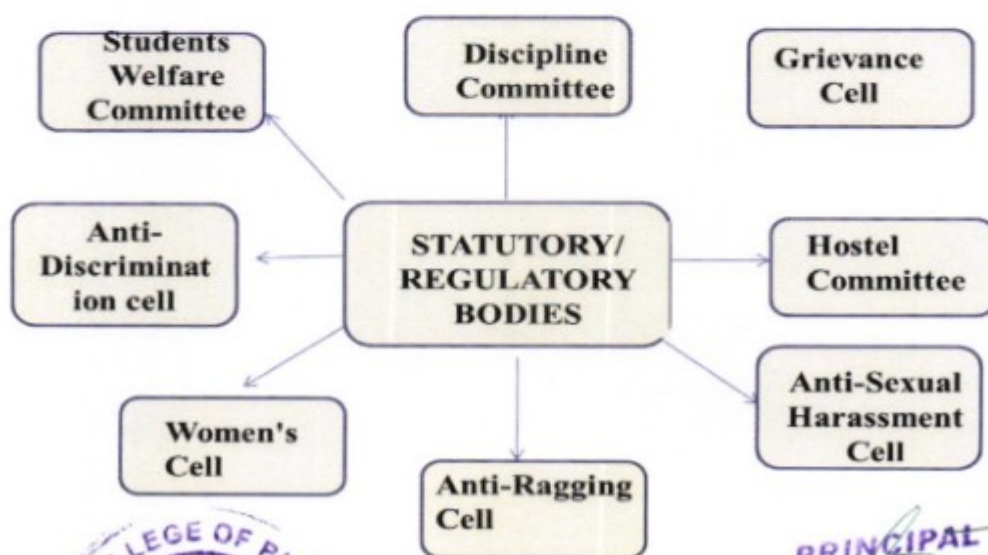 Students
Welfare
Committee
Discipline
Committee
Grievance
Cell
Anti-
Discriminat
ion cell
STATUTORY/
REGULATORY
BODIES
Hostel
Committee
Women's
Cell
Anti-Ragging
Cell
Anti-Sexual
Harassment
Cell
LEGE OF
PRINCIPAL